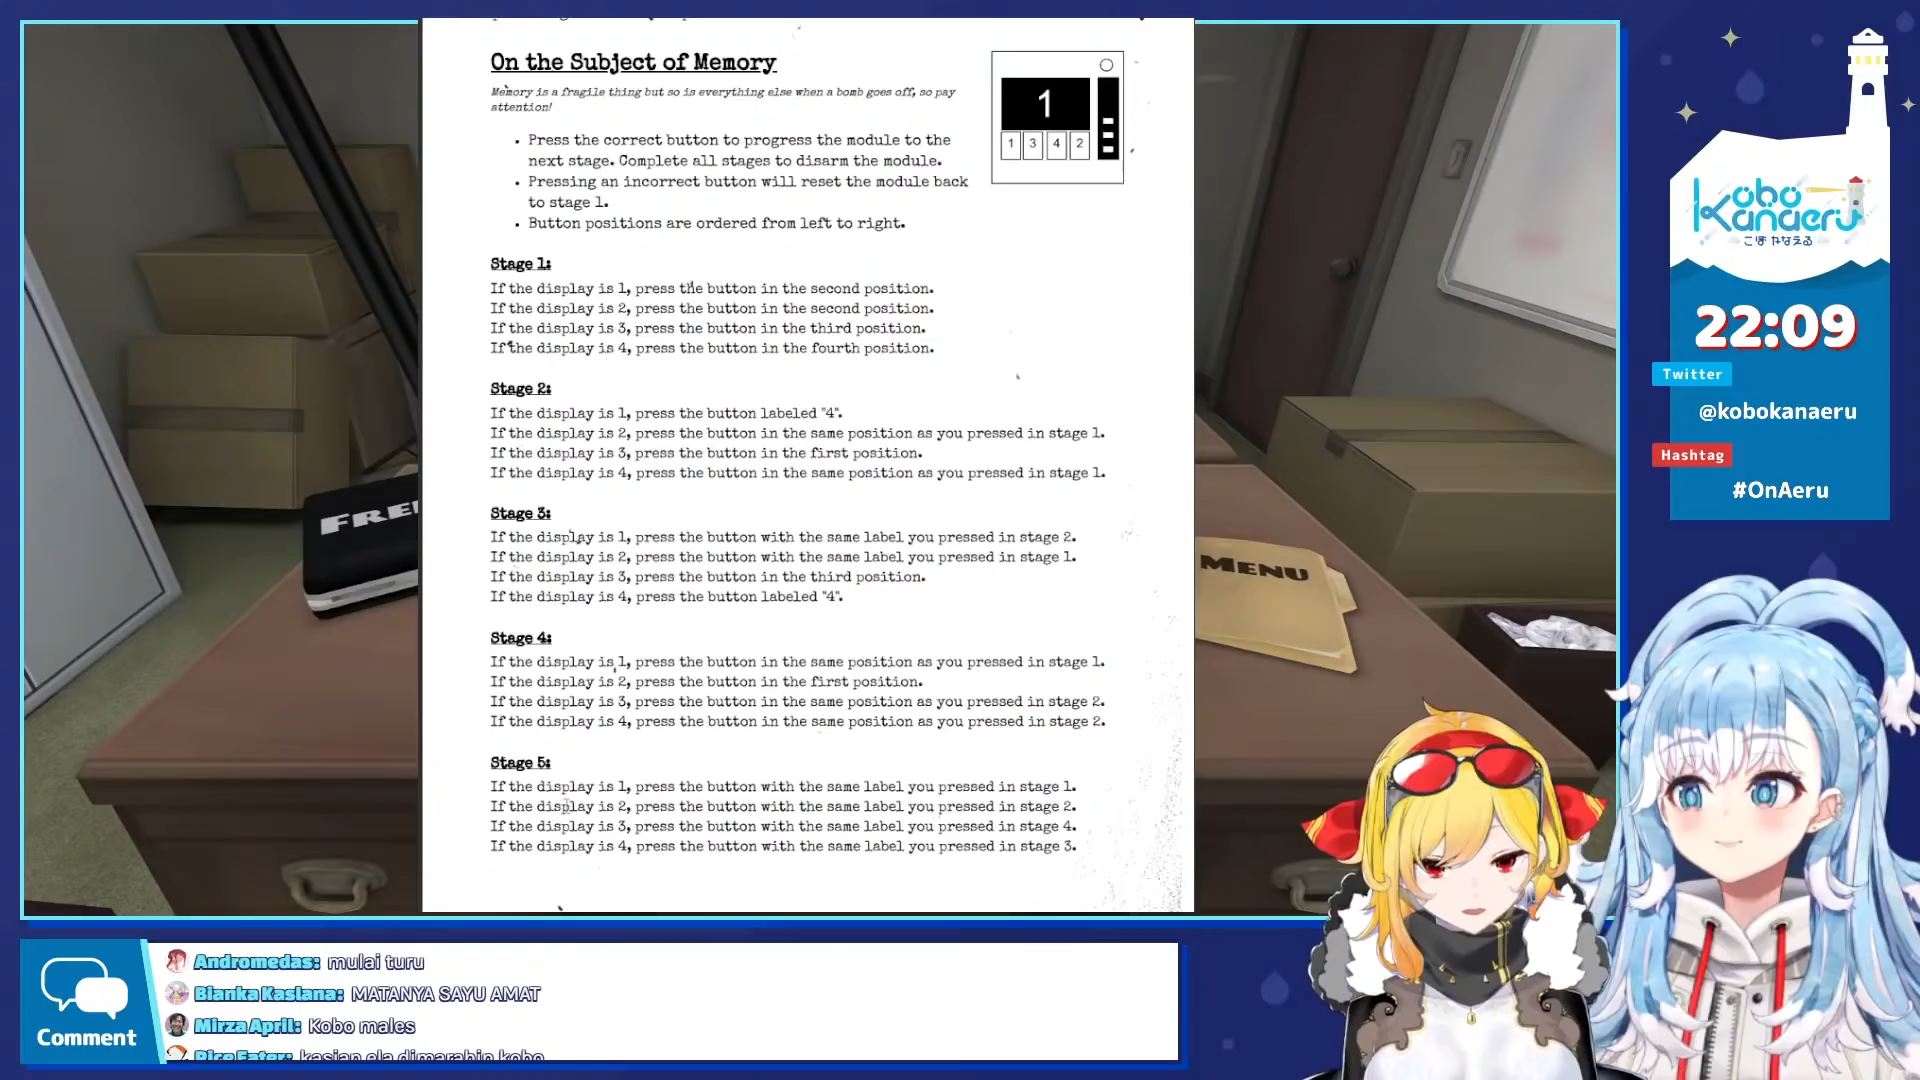 On the Subject of Memory
Memory is a fragile thing but so is everything else when a bomb goes off, so pay
attention!
• Press the correct button to progress the module to the
next stage. Complete all stages to disarm the module.
• Pressing an incorrect button will reset the module back
to stage 1.
• Button positions are ordered from left to right.
1
1 3 4 2
Stage 1:
If the display is 1, press the button in the second position.
If the display is 2, press the button in the second position.
If the display is 3, press the button in the third position.
If the display is 4, press the button in the fourth position.
Stage 2:
If the display is 1, press the button labeled "4".
If the display is 2, press the button in the same position as you pressed in stage 1.
If the display is 3, press the button in the first position.
If the display is 4, press the button in the same position as you pressed in stage 1.
Stage 3:
If the display is 1, press the button with the same label you pressed in stage 2.
If the display is 2, press the button with the same label you pressed in stage 1.
If the display is 3, press the button in the third position.
If the display is 4, press the button labeled "4".
Stage 4:
If the display is 1, press the button in the same position as you pressed in stage 1.
If the display is 2, press the button in the first position.
If the display is 3, press the button in the same position as you pressed in stage 2.
If the display is 4, press the button in the same position as you pressed in stage 2.
Stage 5:
If the display is 1, press the button with the same label you pressed in stage 1.
If the display is 2, press the button with the same label you pressed in stage 2.
If the display is 3, press the button with the same label you pressed in stage 4.
If the display is 4, press the button with the same label you pressed in stage 3.
MENU
Kobo
Kanaeru
こぼ かなえる
22:09
Twitter
@kobokanaeru
Hashtag
#OnAeru
Comment
Andromedas: mulai turu
Bianka Kaslana: MATANYA SAYU AMAT
Mirza April: Kobo males
Rice Eater: kasian ela dimarahin kobo